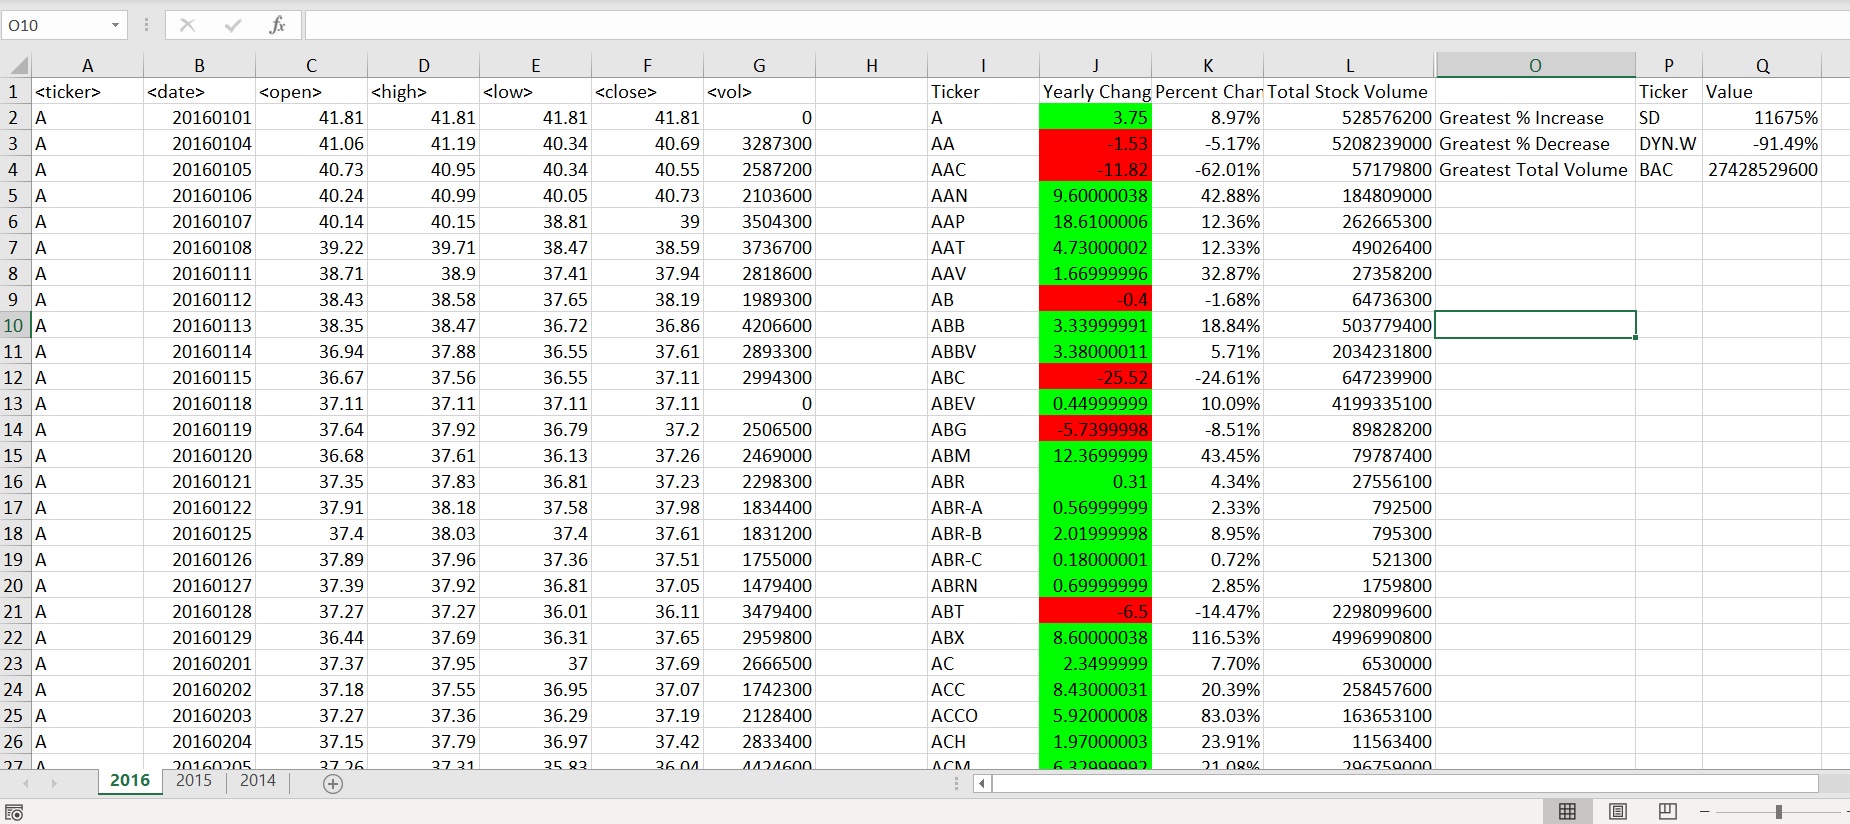 O10 fx
A B C D E F G H I J K L O P Q
1 <ticker> <date> <open> <high> <low> <close> <vol> Ticker Yearly Chang Percent Char Total Stock Volume Ticker Value
2 A 20160101 41.81 41.81 41.81 41.81 0 A 3.75 8.97% 528576200 Greatest % Increase SD 11675%
3 A 20160104 41.06 41.19 40.34 40.69 3287300 AA -1.53 -5.17% 5208239000 Greatest % Decrease DYN.W -91.49%
4 A 20160105 40.73 40.95 40.34 40.55 2587200 AAC -11.82 -62.01% 57179800 Greatest Total Volume BAC 27428529600
5 A 20160106 40.24 40.99 40.05 40.73 2103600 AAN 9.60000038 42.88% 184809000
6 A 20160107 40.14 40.15 38.81 39 3504300 AAP 18.6100006 12.36% 262665300
7 A 20160108 39.22 39.71 38.47 38.59 3736700 AAT 4.73000002 12.33% 49026400
8 A 20160111 38.71 38.9 37.41 37.94 2818600 AAV 1.66999996 32.87% 27358200
9 A 20160112 38.43 38.58 37.65 38.19 1989300 AB -0.4 -1.68% 64736300
10 A 20160113 38.35 38.47 36.72 36.86 4206600 ABB 3.33999991 18.84% 503779400
11 A 20160114 36.94 37.88 36.55 37.61 2893300 ABBV 3.38000011 5.71% 2034231800
12 A 20160115 36.67 37.56 36.55 37.11 2994300 ABC -25.52 -24.61% 647239900
13 A 20160118 37.11 37.11 37.11 37.11 0 ABEV 0.44999999 10.09% 4199335100
14 A 20160119 37.64 37.92 36.79 37.2 2506500 ABG -5.7399998 -8.51% 89828200
15 A 20160120 36.68 37.61 36.13 37.26 2469000 ABM 12.3699999 43.45% 79787400
16 A 20160121 37.35 37.83 36.81 37.23 2298300 ABR 0.31 4.34% 27556100
17 A 20160122 37.91 38.18 37.58 37.98 1834400 ABR-A 0.56999999 2.33% 792500
18 A 20160125 37.4 38.03 37.4 37.61 1831200 ABR-B 2.01999998 8.95% 795300
19 A 20160126 37.89 37.96 37.36 37.51 1755000 ABR-C 0.18000001 0.72% 521300
20 A 20160127 37.39 37.92 36.81 37.05 1479400 ABRN 0.69999999 2.85% 1759800
21 A 20160128 37.27 37.27 36.01 36.11 3479400 ABT -6.5 -14.47% 2298099600
22 A 20160129 36.44 37.69 36.31 37.65 2959800 ABX 8.60000038 116.53% 4996990800
23 A 20160201 37.37 37.95 37 37.69 2666500 AC 2.3499999 7.70% 6530000
24 A 20160202 37.18 37.55 36.95 37.07 1742300 ACC 8.43000031 20.39% 258457600
25 A 20160203 37.27 37.36 36.29 37.19 2128400 ACCO 5.92000008 83.03% 163653100
26 A 20160204 37.15 37.79 36.97 37.42 2833400 ACH 1.97000003 23.91% 11563400
27 A 20160205 37.26 37.31 35.83 36.04 4424600 ACM 6.32999992 21.08% 296759000
2016 2015 2014